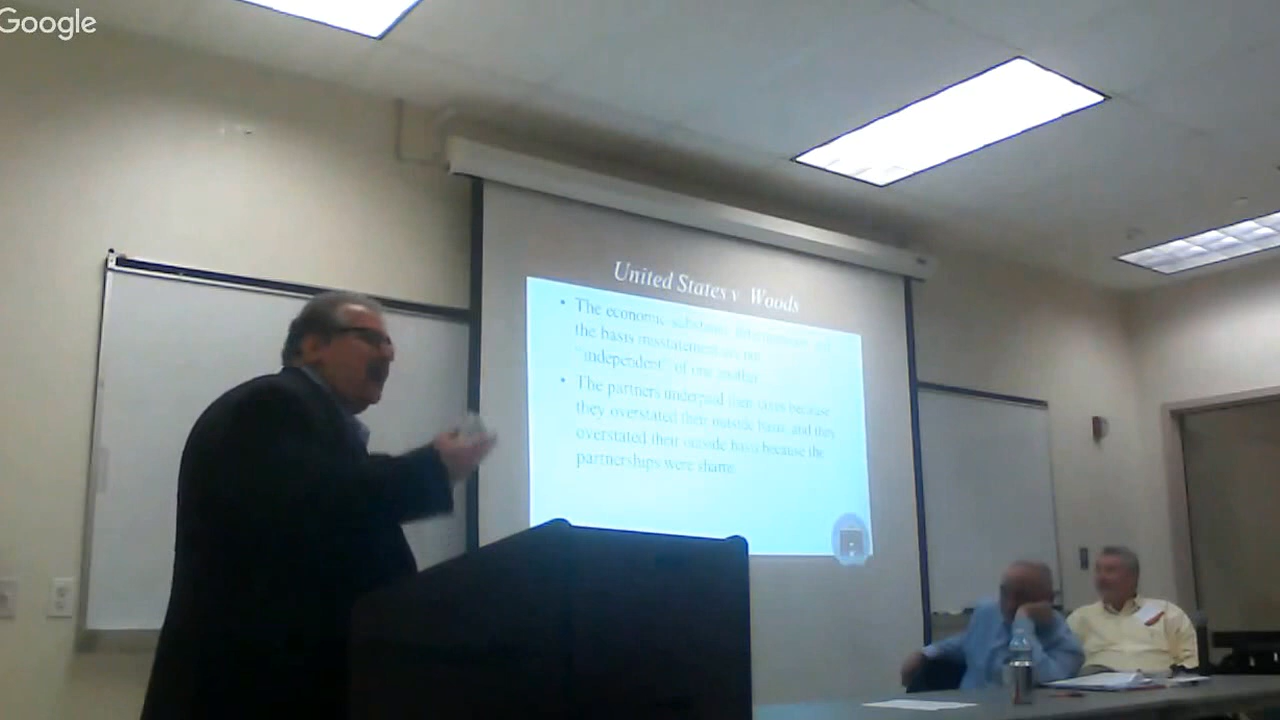 Google
United States v Woods
• The economic substance determination and
the basis misstatement are not
"independent" of one another.
• The partners underpaid their taxes because
they overstated their outside basis, and they
overstated their outside basis because the
partnerships were shams.